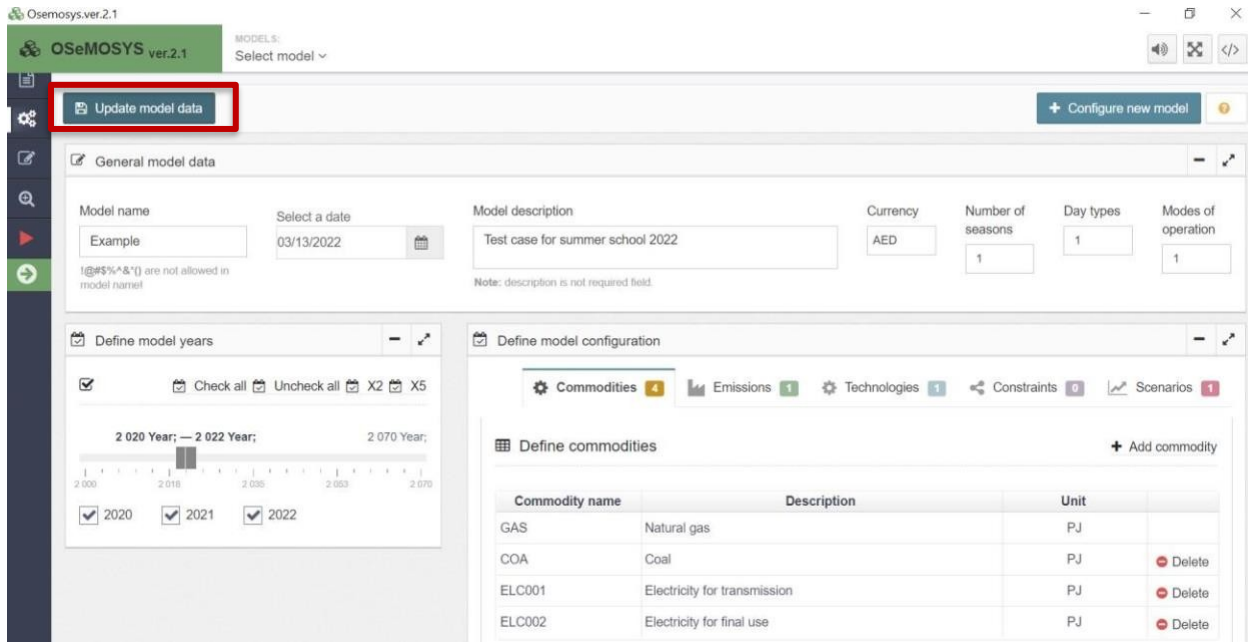 Osemosys.ver.2.1
OSeMOSYS ver.2.1
MODELS:
Select model
Update model data
+ Configure new model
General model data
Model name
Select a date
Model description
Currency
Number of seasons
Day types
Modes of operation
Example
03/13/2022
Test case for summer school 2022
AED
1
1
1
!@#$%^&*() are not allowed in
model name!
Note: description is not required field.
Define model years
Check all
Uncheck all
X2
X5
2 020 Year; — 2 022 Year;
2 070 Year;
2 000
2 018
2 035
2 053
2 070
2020
2021
2022
Define model configuration
Commodities 4
Emissions 1
Technologies 1
Constraints 0
Scenarios 1
Define commodities
+ Add commodity
Commodity name Description Unit
GAS Natural gas PJ
COA Coal PJ Delete
ELC001 Electricity for transmission PJ Delete
ELC002 Electricity for final use PJ Delete